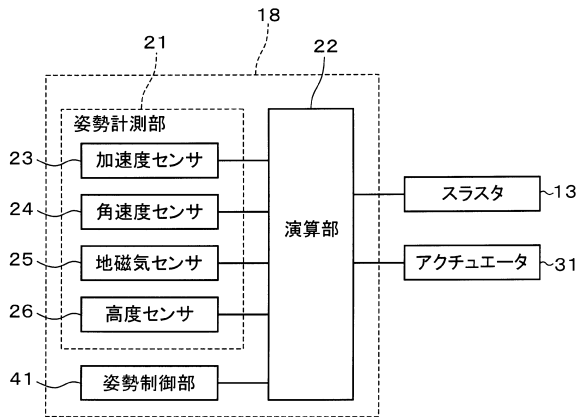 18
21
22
姿勢計測部
23 加速度センサ
24 角速度センサ
25 地磁気センサ
26 高度センサ
41 姿勢制御部
演算部
スラスタ 13
アクチュエータ 31